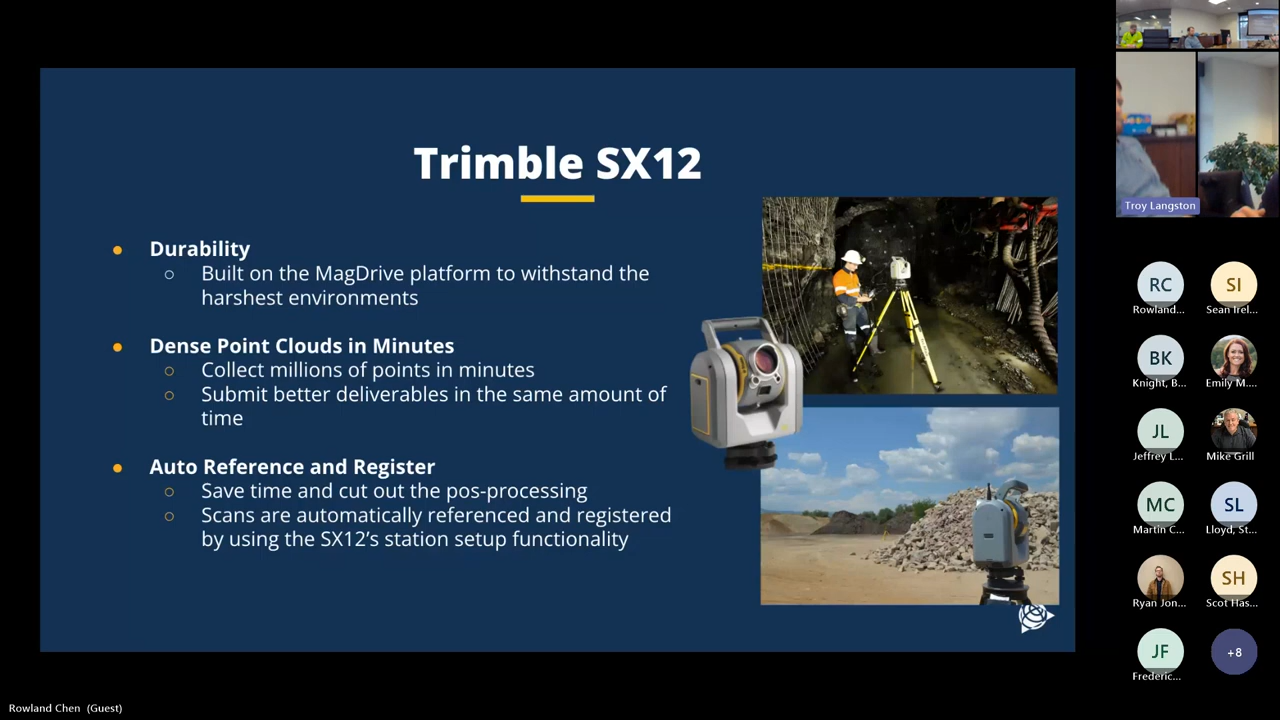 Trimble SX12
Durability
Built on the MagDrive platform to withstand the
harshest environments
Dense Point Clouds in Minutes
Collect millions of points in minutes
Submit better deliverables in the same amount of
time
Auto Reference and Register
Save time and cut out the pos-processing
Scans are automatically referenced and registered
by using the SX12’s station setup functionality
Troy Langston
RC
SI
Rowland...
Sean Irel...
BK
Knight, B...
Emily M....
JL
Jeffrey L...
Mike Grill
MC
SL
Martin C...
Lloyd, St...
SH
Ryan Jon...
Scot Has...
JF
+8
Frederic...
Rowland Chen (Guest)